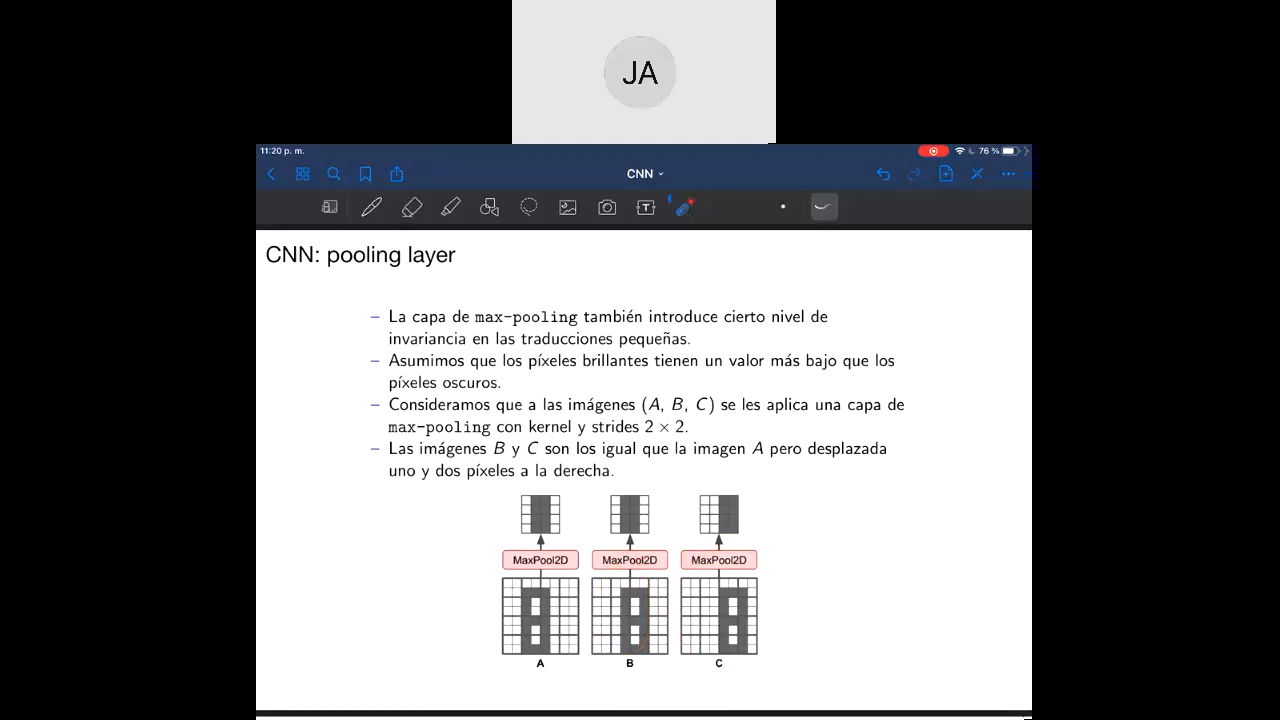 JA
11:20 p. m.
76 %
CNN
T
CNN: pooling layer
– La capa de max-pooling también introduce cierto nivel de
invariancia en las traducciones pequeñas.
– Asumimos que los píxeles brillantes tienen un valor más bajo que los
píxeles oscuros.
– Consideramos que a las imágenes (A, B, C) se les aplica una capa de
max-pooling con kernel y strides 2 × 2.
– Las imágenes B y C son los igual que la imagen A pero desplazada
uno y dos píxeles a la derecha.
MaxPool2D MaxPool2D MaxPool2D
A B C